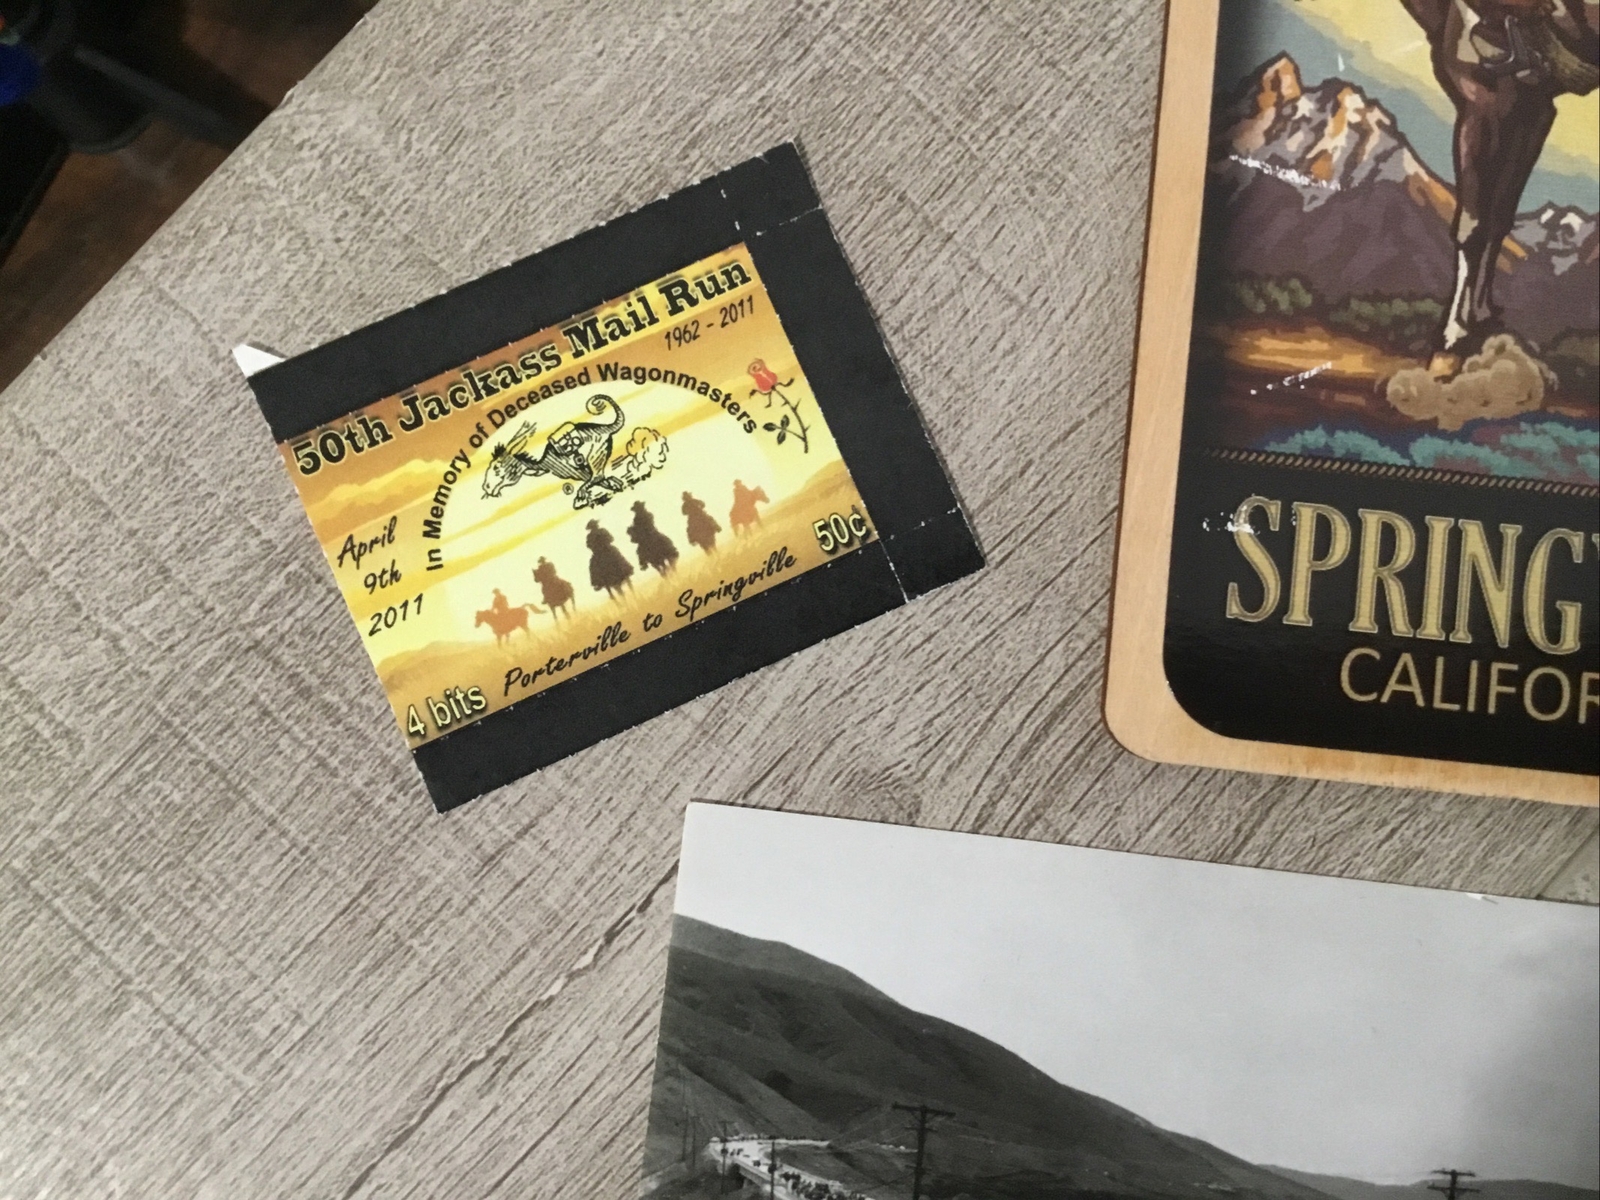 50th Jackass Mail Run
1962 - 2011
In Memory of Deceased Wagonmasters
®
April
9th
2011
50¢
Porterville to Springville
4 bits
SPRING
CALIFOR